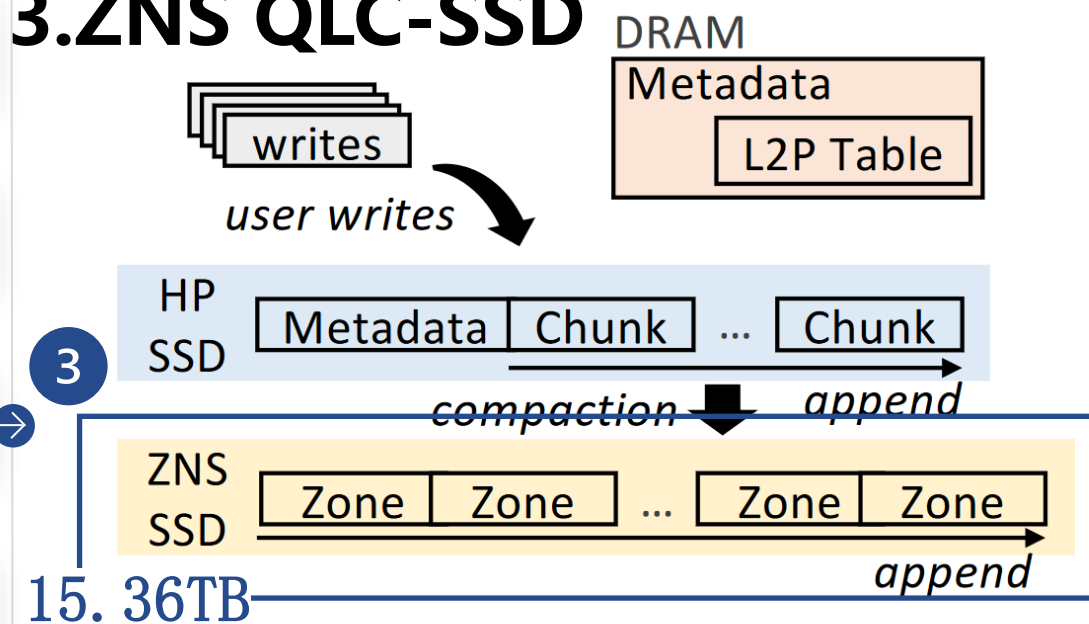 3.ZNS QLC-SSD
DRAM
Metadata
L2P Table
writes
user writes
HP
SSD
Metadata Chunk ... Chunk
3
compaction append
ZNS
SSD
Zone Zone ... Zone Zone
append
15.36TB